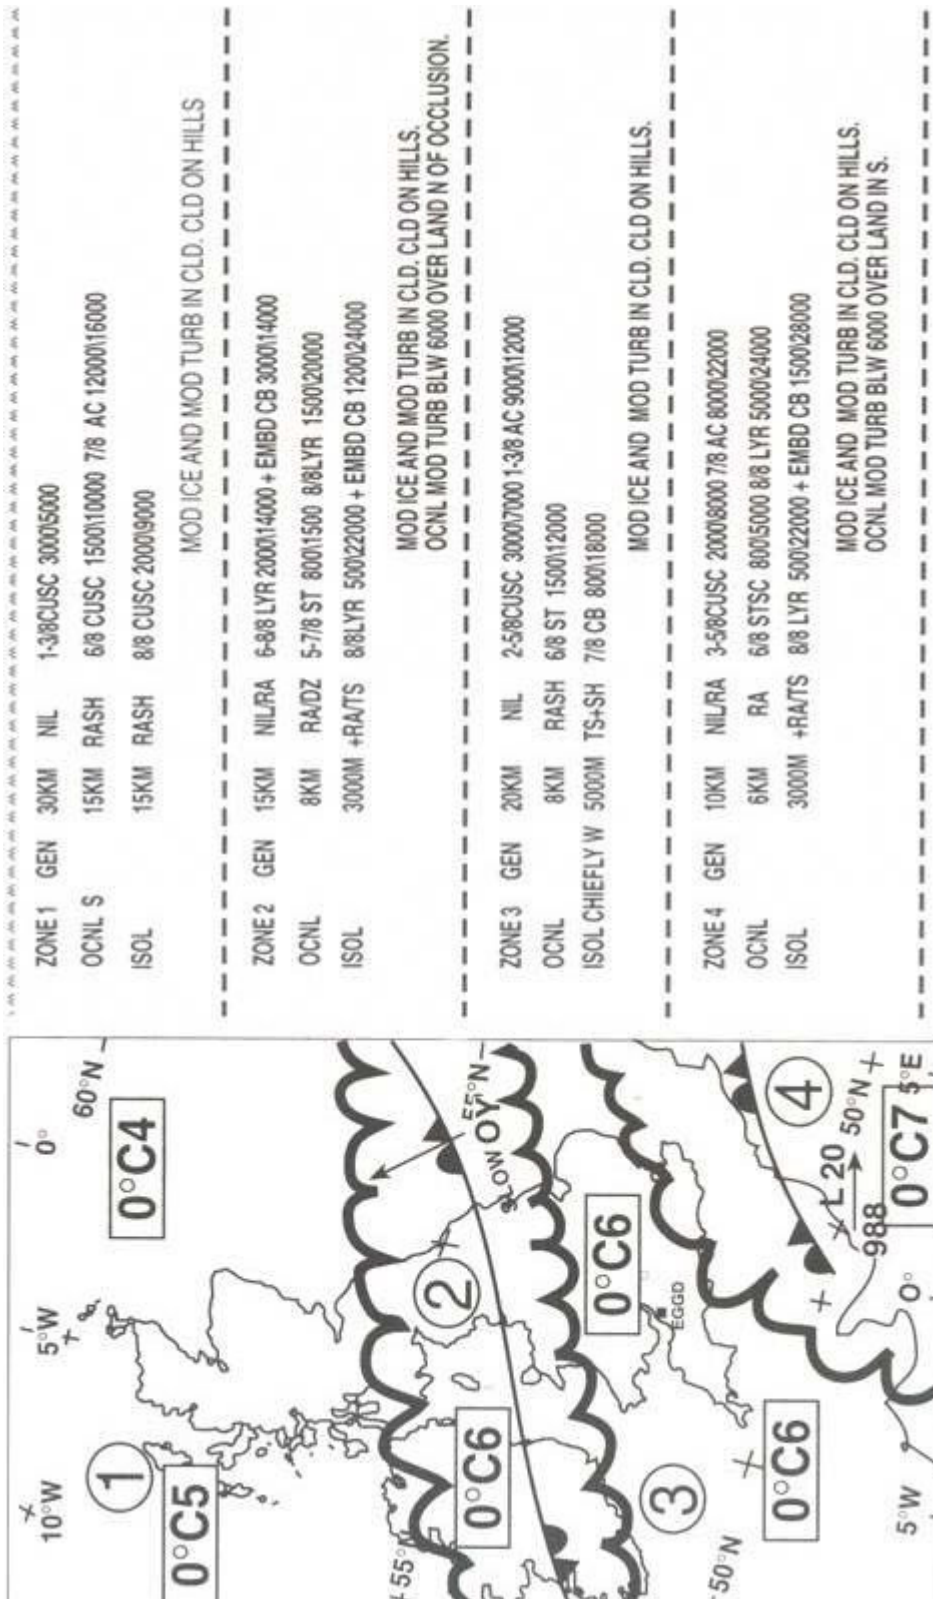 ZONE 1 GEN 30KM NIL 1-3/8CUSC 3000\5000
OCNL S 15KM RASH 6/8 CUSC 1500\10000 7/8 AC 12000\16000
ISOL 15KM RASH 8/8 CUSC 2000\9000
MOD ICE AND MOD TURB IN CLD. CLD ON HILLS
ZONE 2 GEN 15KM NIL/RA 6-8/8 LYR 2000\14000 + EMBD CB 3000\14000
OCNL 8KM RA/DZ 5-7/8 ST 800\1500 8/8LYR 1500\20000
ISOL 3000M +RA/TS 8/8LYR 500\22000 + EMBD CB 1200\24000
MOD ICE AND MOD TURB IN CLD. CLD ON HILLS.
OCNL MOD TURB BLW 6000 OVER LAND N OF OCCLUSION.
ZONE 3 GEN 20KM NIL 2-5/8CUSC 3000\7000 1-3/8 AC 9000\12000
OCNL 8KM RASH 6/8 ST 1500\12000
ISOL CHIEFLY W 5000M TS+SH 7/8 CB 800\18000
MOD ICE AND MOD TURB IN CLD. CLD ON HILLS.
ZONE 4 GEN 10KM NIL/RA 3-5/8CUSC 2000\8000 7/8 AC 8000\22000
OCNL 6KM RA 6/8 STSC 800\5000 8/8 LYR 5000\24000
ISOL 3000M +RA/TS 8/8 LYR 500\22000 + EMBD CB 1500\28000
MOD ICE AND MOD TURB IN CLD. CLD ON HILLS.
OCNL MOD TURB BLW 6000 OVER LAND IN S.
10°W
5°W
0°
60°N
1
0°C5
0°C4
55°
2
SLOW OY
55°N
0°C6
0°C6
EGGD
3
0°C6
50°N
4
L 20
988
50°N
0°C7
5°W
0°
5°E